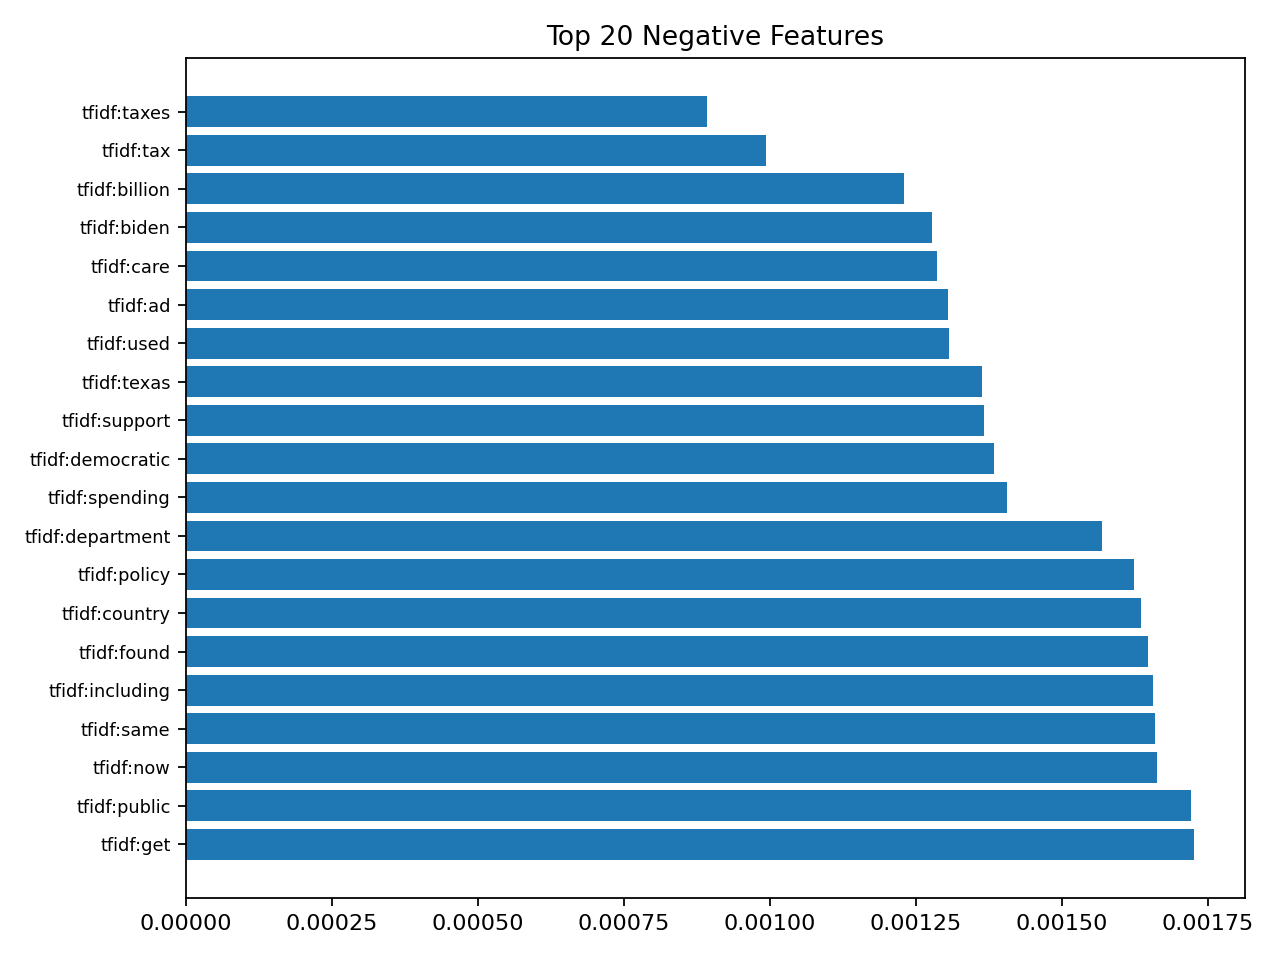 Top 20 Negative Features
tfidf:taxes
tfidf:tax
tfidf:billion
tfidf:biden
tfidf:care
tfidf:ad
tfidf:used
tfidf:texas
tfidf:support
tfidf:democratic
tfidf:spending
tfidf:department
tfidf:policy
tfidf:country
tfidf:found
tfidf:including
tfidf:same
tfidf:now
tfidf:public
tfidf:get
0.00000 0.00025 0.00050 0.00075 0.00100 0.00125 0.00150 0.00175